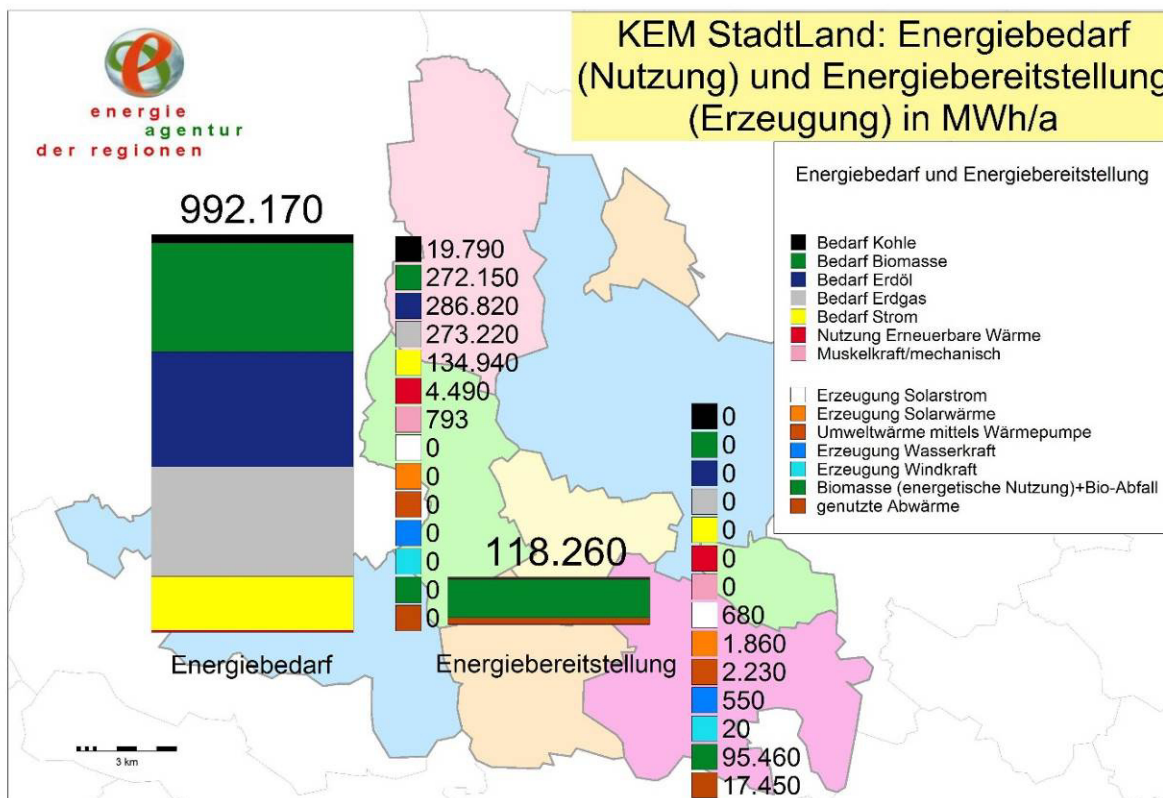 energie
agentur
der regionen
KEM StadtLand: Energiebedarf
(Nutzung) und Energiebereitstellung
(Erzeugung) in MWh/a
Energiebedarf und Energiebereitstellung
Bedarf Kohle
Bedarf Biomasse
Bedarf Erdöl
Bedarf Erdgas
Bedarf Strom
Nutzung Erneuerbare Wärme
Muskelkraft/mechanisch
Erzeugung Solarstrom
Erzeugung Solarwärme
Umweltwärme mittels Wärmepumpe
Erzeugung Wasserkraft
Erzeugung Windkraft
Biomasse (energetische Nutzung)+Bio-Abfall
genutzte Abwärme
992.170
19.790
272.150
286.820
273.220
134.940
4.490
793
0
0
0
0
0
0
0
Energiebedarf
118.260
Energiebereitstellung
0
0
0
0
0
0
0
680
1.860
2.230
550
20
95.460
17.450
3 km